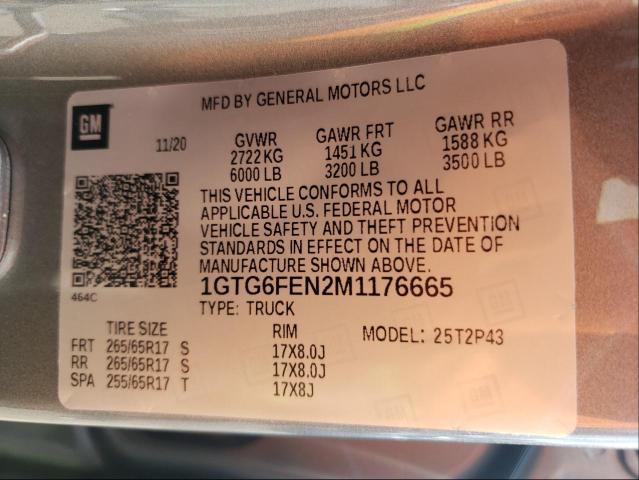 MFD BY GENERAL MOTORS LLC
GM
11/20 GVWR GAWR FRT GAWR RR
2722 KG 1451 KG 1588 KG
6000 LB 3200 LB 3500 LB
THIS VEHICLE CONFORMS TO ALL
APPLICABLE U.S. FEDERAL MOTOR
VEHICLE SAFETY AND THEFT PREVENTION
STANDARDS IN EFFECT ON THE DATE OF
MANUFACTURE SHOWN ABOVE.
464C 1GTG6FEN2M1176665
TYPE: TRUCK
TIRE SIZE RIM MODEL: 25T2P43
FRT 265/65R17 S 17X8.0J
RR 265/65R17 S 17X8.0J
SPA 255/65R17 T 17X8J
GM